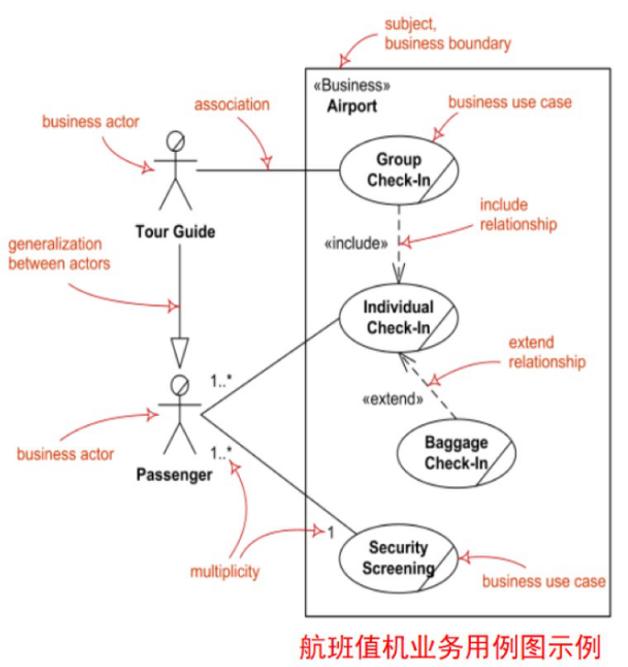 subject,
business boundary
«Business»
Airport
association
business use case
business actor
Group
Check-In
include
relationship
Tour Guide
«include»
generalization
between actors
Individual
Check-In
extend
relationship
1..*
«extend»
Baggage
Check-In
business actor
1..*
Passenger
1
Security
Screening
multiplicity
business use case
航班值机业务用例图示例